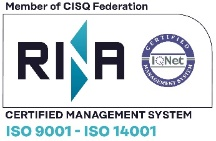 Member of CISQ Federation
RINA
CERTIFIED
IQNet
MANAGEMENT SYSTEM
CERTIFIED MANAGEMENT SYSTEM
ISO 9001 - ISO 14001